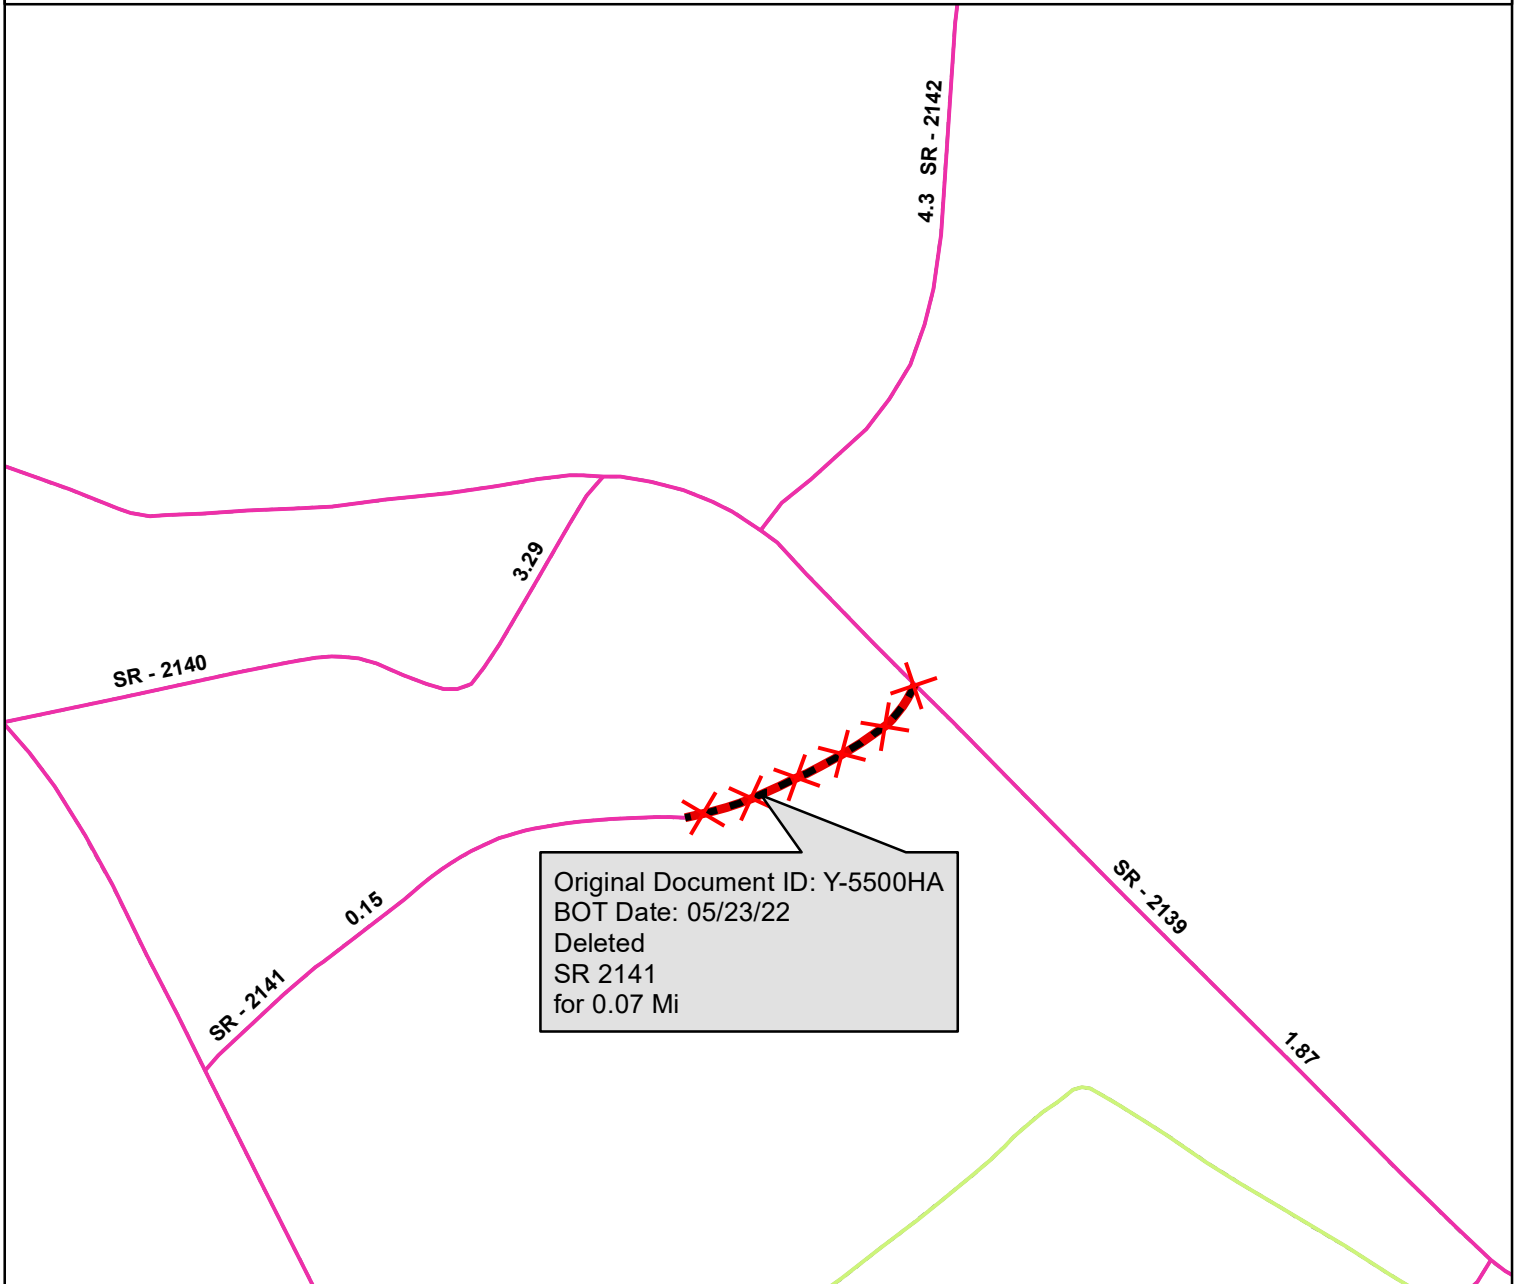 4.3 SR - 2142
3.29
SR - 2140
0.15
SR - 2141
Original Document ID: Y-5500HA
BOT Date: 05/23/22
Deleted
SR 2141
for 0.07 Mi
SR - 2139
1.87